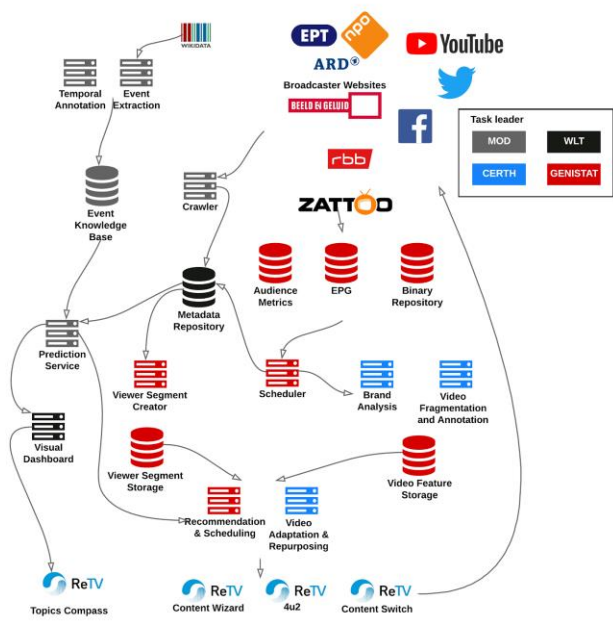 WIKIDATA
EPT
npo
ARD
YouTube
Broadcaster Websites
BEELD EN GELUID
Temporal
Annotation
Event
Extraction
Task leader
MOD
WLT
CERTH
GENISTAT
rbb
ZATTOO
Crawler
Event
Knowledge
Base
Metadata
Repository
Audience
Metrics
EPG
Binary
Repository
Prediction
Service
Viewer Segment
Creator
Scheduler
Brand
Analysis
Video
Fragmentation
and Annotation
Visual
Dashboard
Viewer Segment
Storage
Video Feature
Storage
Recommendation
& Scheduling
Video
Adaptation &
Repurposing
ReTV
Topics Compass
ReTV
Content Wizard
ReTV
4u2
ReTV
Content Switch